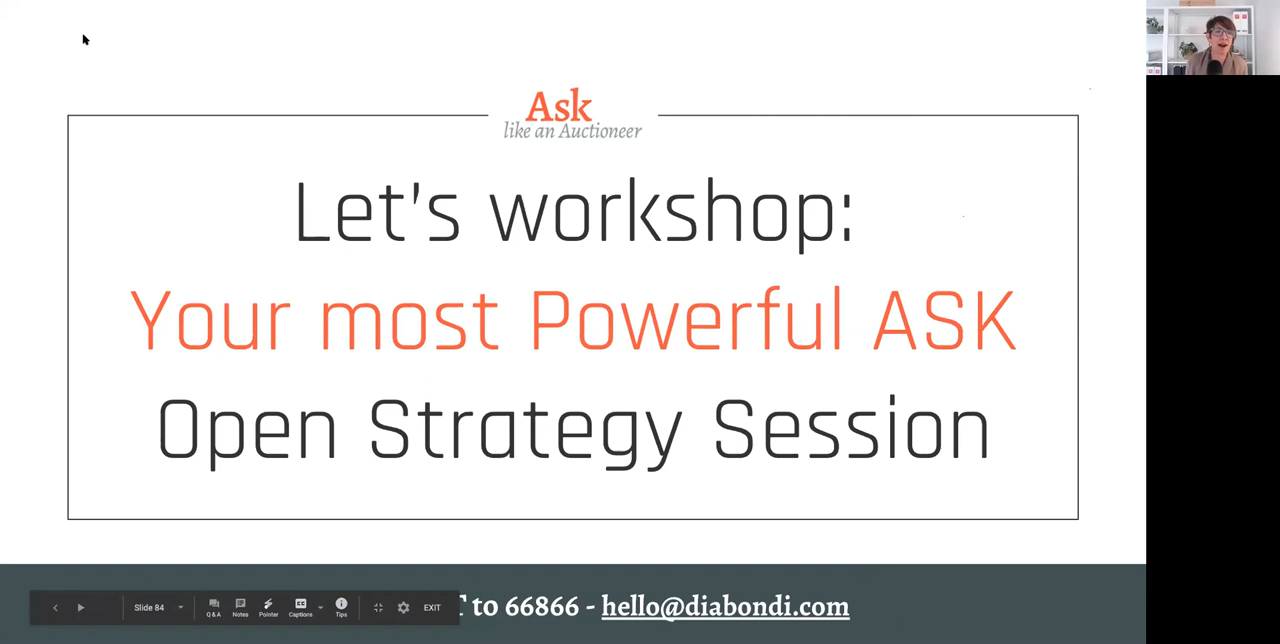 Ask
like an Auctioneer
Let's workshop:
Your most Powerful ASK
Open Strategy Session
Slide 84
Q&A
Notes
Pointer
Captions
Tips
EXIT
to 66866 - hello@diabondi.com